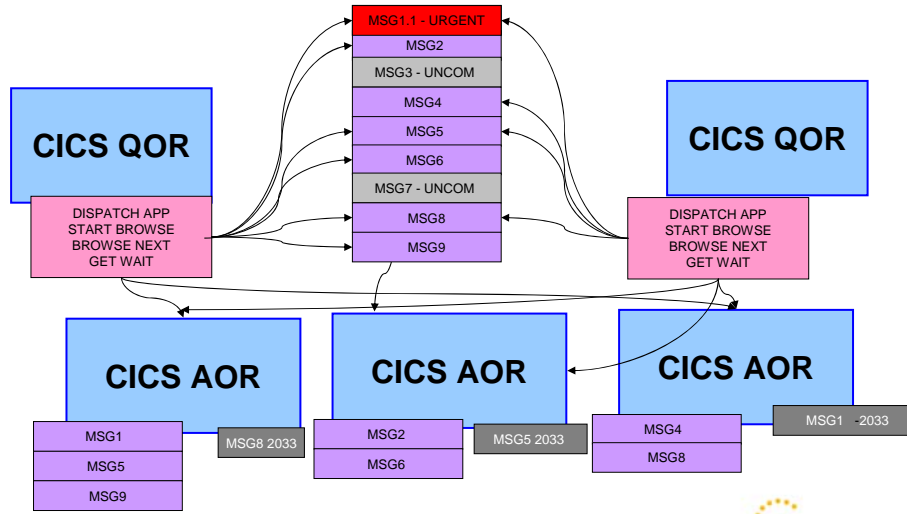 MSG1.1 - URGENT
MSG2
MSG3 - UNCOM
MSG4
MSG5
MSG6
MSG7 - UNCOM
MSG8
MSG9
CICS QOR
DISPATCH APP
START BROWSE
BROWSE NEXT
GET WAIT
CICS QOR
DISPATCH APP
START BROWSE
BROWSE NEXT
GET WAIT
CICS AOR
MSG1
MSG5
MSG9
MSG8 2033
CICS AOR
MSG2
MSG6
MSG5 2033
CICS AOR
MSG4
MSG8
MSG1 -2033